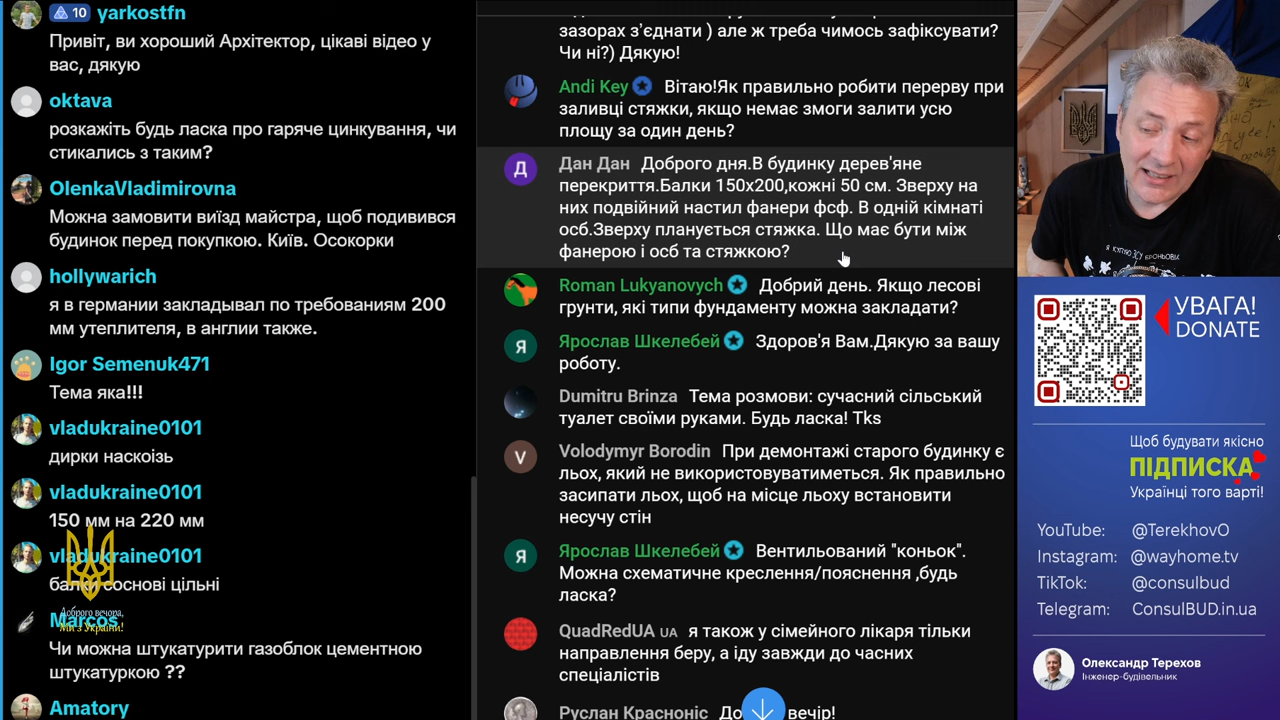 10 yarkostfn
Привіт, ви хороший Архітектор, цікаві відео у
вас, дякую
oktava
розкажіть будь ласка про гаряче цинкування, чи
стикались з таким?
OlenkaVladimirovna
Можна замовити виїзд майстра, щоб подивився
будинок перед покупкою. Київ. Осокорки
hollywarich
я в германии закладывал по требованиям 200
мм утеплителя, в англии также.
Igor Semenuk471
Тема яка!!!
vladukraine0101
дирки наскоізь
vladukraine0101
150 мм на 220 мм
vladukraine0101
балки соснові цільні
Доброго вечора,
Ми з України!
Marcos
Чи можна штукатурити газоблок цементною
штукатуркою ??
Amatory
зазорах з'єднати ) але ж треба чимось зафіксувати?
Чи ні?) Дякую!
Andi Key Вітаю!Як правильно робити перерву при
заливці стяжки, якщо немає змоги залити усю
площу за один день?
Д Дан Дан Доброго дня.В будинку дерев'яне
перекриття.Балки 150х200,кожні 50 см. Зверху на
них подвійний настил фанери фсф. В одній кімнаті
осб.Зверху планується стяжка. Що має бути між
фанерою і осб та стяжкою?
Roman Lukyanovych Добрий день. Якщо лесові
грунти, які типи фундаменту можна закладати?
Я Ярослав Шкелебей Здоров'я Вам.Дякую за вашу
роботу.
Dumitru Brinza Тема розмови: сучасний сільський
туалет своїми руками. Будь ласка! Tks
V Volodymyr Borodin При демонтажі старого будинку є
льох, який не використовуватиметься. Як правильно
засипати льох, щоб на місце льоху встановити
несучу стін
Я Ярослав Шкелебей Вентильований "коньок".
Можна схематичне креслення/пояснення ,будь
ласка?
QuadRedUA UA я також у сімейного лікаря тільки
направлення беру, а іду завжди до часних
спеціалістів
Руслан Красноніс До вечір!
УВАГА!
DONATE
Щоб будувати якісно
ПІДПИСКА
Українці того варті!
YouTube: @TerekhovO
Instagram: @wayhome.tv
TikTok: @consulbud
Telegram: ConsulBUD.in.ua
Олександр Терехов
Інженер-будівельник